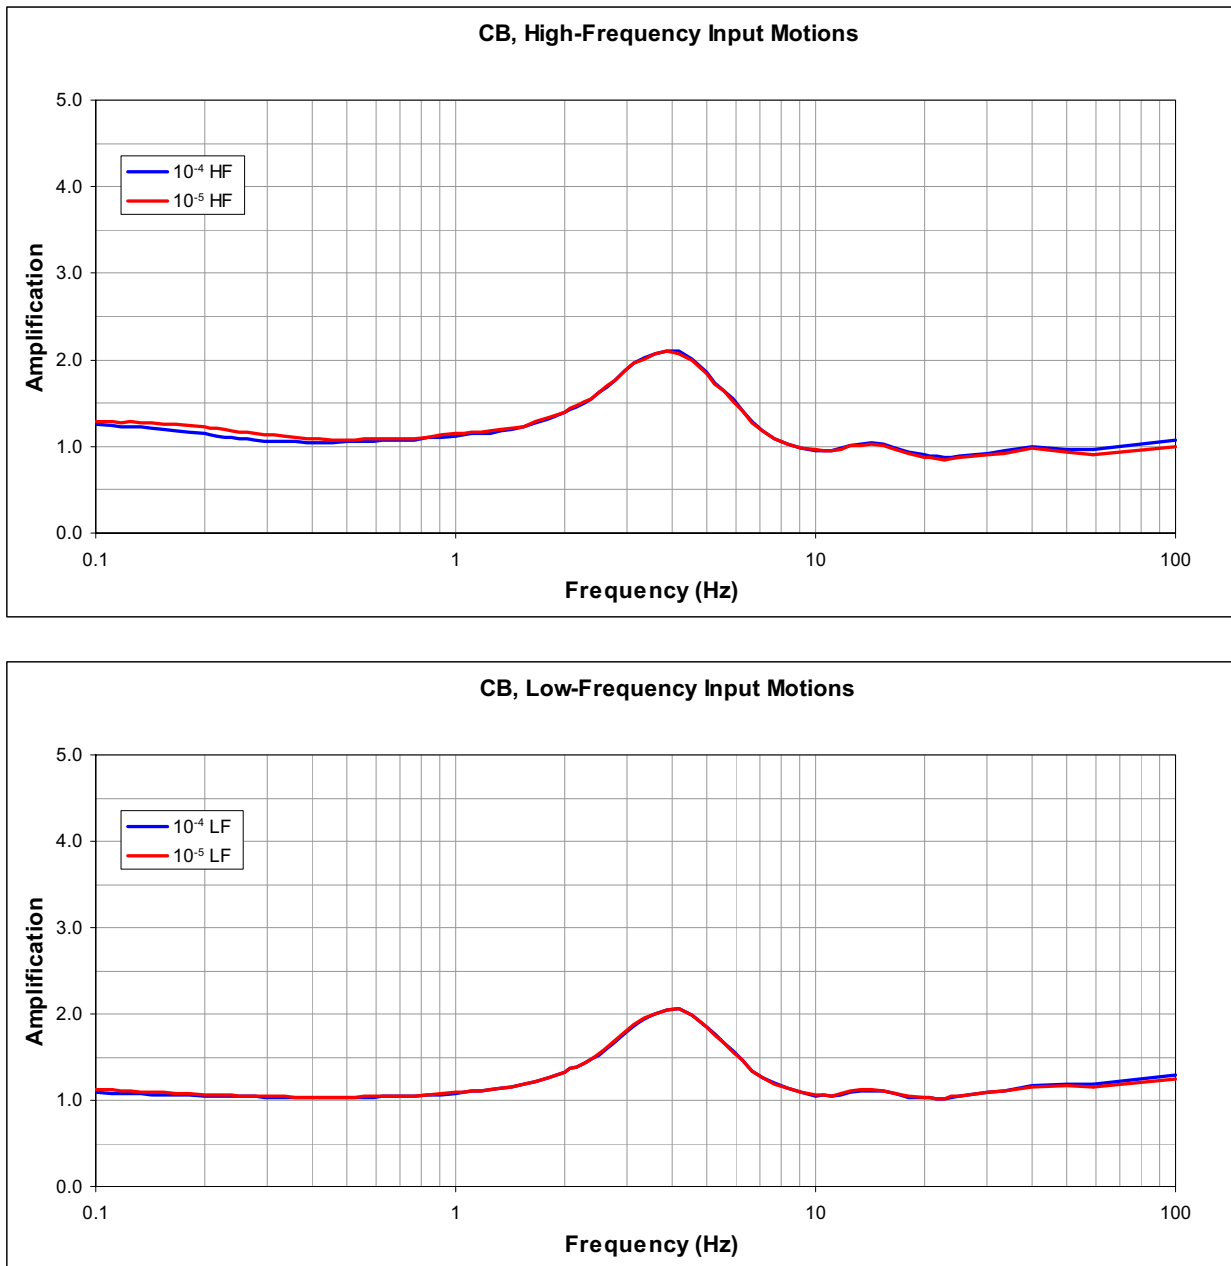 CB, High-Frequency Input Motions
5.0
4.0
3.0
2.0
1.0
0.0
Amplification
10⁻⁴ HF
10⁻⁵ HF
0.1 1 10 100
Frequency (Hz)
CB, Low-Frequency Input Motions
5.0
4.0
3.0
2.0
1.0
0.0
Amplification
10⁻⁴ LF
10⁻⁵ LF
0.1 1 10 100
Frequency (Hz)